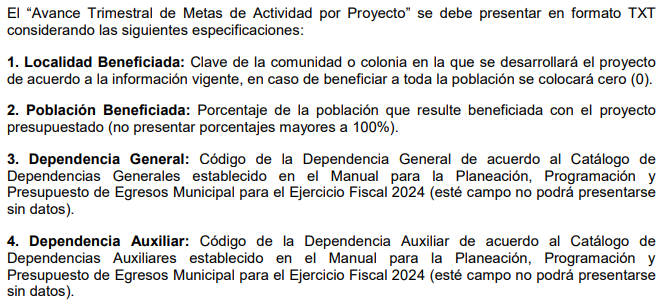 El “Avance Trimestral de Metas de Actividad por Proyecto” se debe presentar en formato TXT
considerando las siguientes especificaciones:
1. Localidad Beneficiada: Clave de la comunidad o colonia en la que se desarrollará el proyecto
de acuerdo a la información vigente, en caso de beneficiar a toda la población se colocará cero (0).
2. Población Beneficiada: Porcentaje de la población que resulte beneficiada con el proyecto
presupuestado (no presentar porcentajes mayores a 100%).
3. Dependencia General: Código de la Dependencia General de acuerdo al Catálogo de
Dependencias Generales establecido en el Manual para la Planeación, Programación y
Presupuesto de Egresos Municipal para el Ejercicio Fiscal 2024 (esté campo no podrá presentarse
sin datos).
4. Dependencia Auxiliar: Código de la Dependencia Auxiliar de acuerdo al Catálogo de
Dependencias Auxiliares establecido en el Manual para la Planeación, Programación y
Presupuesto de Egresos Municipal para el Ejercicio Fiscal 2024 (esté campo no podrá presentarse
sin datos).